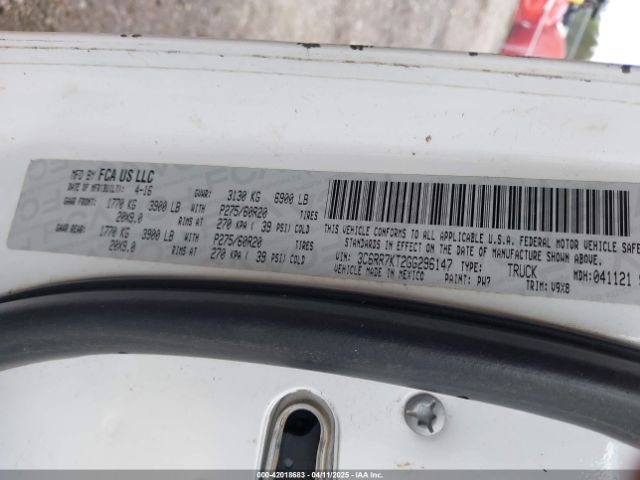 MFD BY FCA US LLC
DATE OF MFR/BUILT: 4-16 GVWR: 3130 KG 6900 LB
GAWR FRONT: 1770 KG 3900 LB WITH P275/60R20 TIRES
20X9.0 RIMS AT 270 KPA ( 39 PSI) COLD
GAWR REAR: 1770 KG 3900 LB WITH P275/60R20 TIRES
20X9.0 RIMS AT 270 KPA ( 39 PSI) COLD
THIS VEHICLE CONFORMS TO ALL APPLICABLE U.S.A. FEDERAL MOTOR VEHICLE SAFE
STANDARDS IN EFFECT ON THE DATE OF MANUFACTURE SHOWN ABOVE.
VIN: 3C6RR7KT2GG296147 TYPE: TRUCK MDH: 041121
VEHICLE MADE IN MEXICO PAINT: PW7 TRIM: V9X8
000-42018683 - 04/11/2025 - IAA Inc.